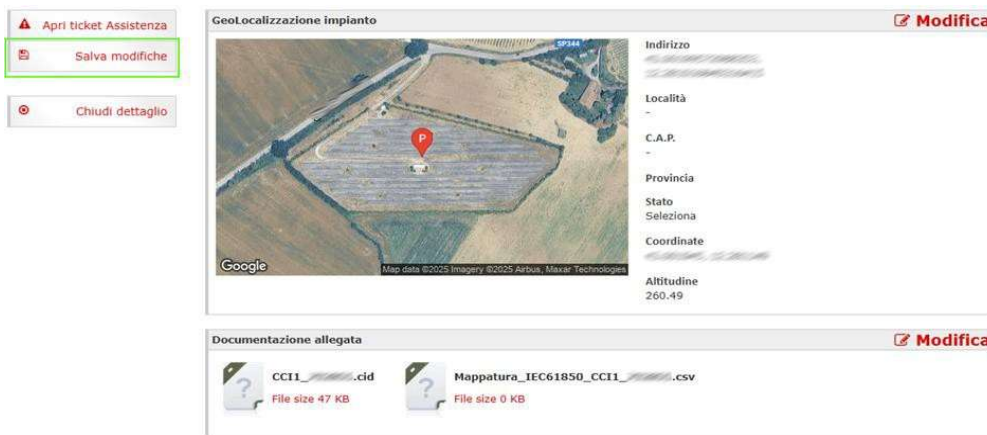 Apri ticket Assistenza
Salva modifiche
Chiudi dettaglio
GeoLocalizzazione impianto
Modifica
SP344
P
Google
Map data ©2025 Imagery ©2025 Airbus, Maxar Technologies
Indirizzo
Località
-
C.A.P.
-
Provincia
Stato
Seleziona
Coordinate
Altitudine
260.49
Documentazione allegata
Modifica
CCI1_ .cid
File size 47 KB
Mappatura_IEC61850_CCI1_ .csv
File size 0 KB